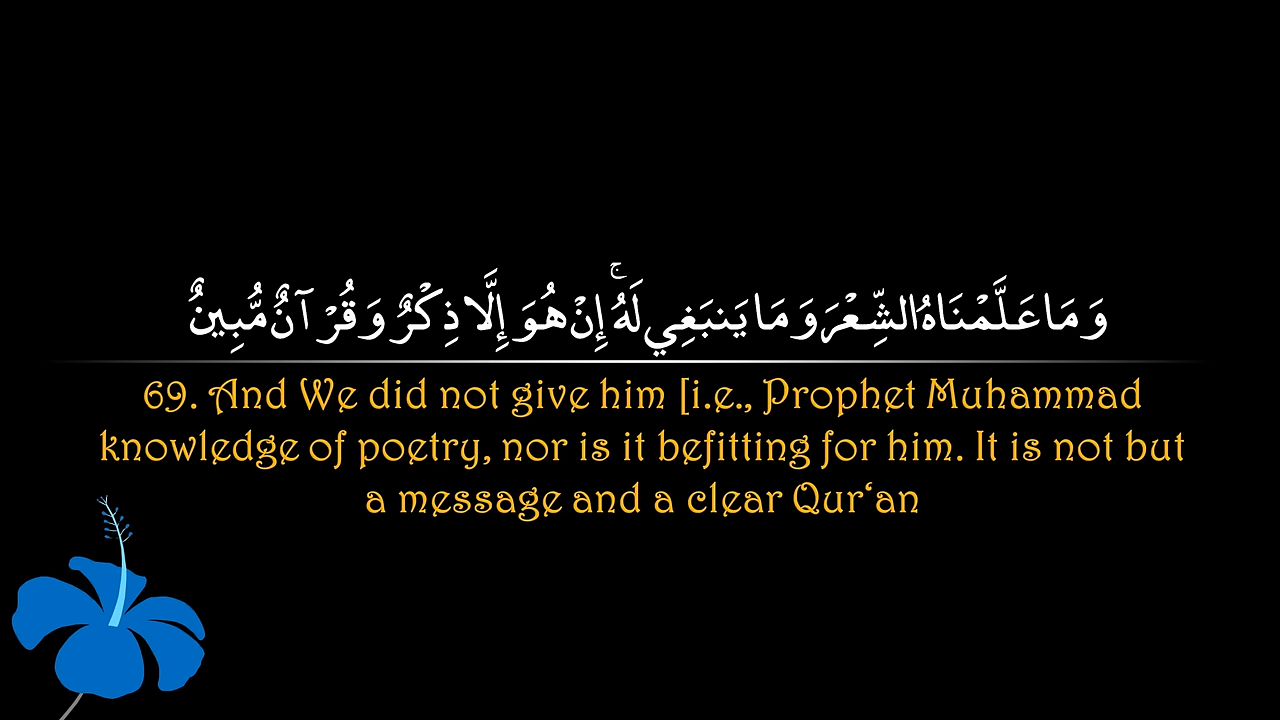 وَمَا عَلَّمْنَاهُ الشِّعْرَ وَمَا يَنبَغِي لَهُ ۚ إِنْ هُوَ إِلَّا ذِكْرٌ وَقُرْآنٌ مُّبِينٌ
69. And We did not give him [i.e., Prophet Muhammad
knowledge of poetry, nor is it befitting for him. It is not but
a message and a clear Qur‘an